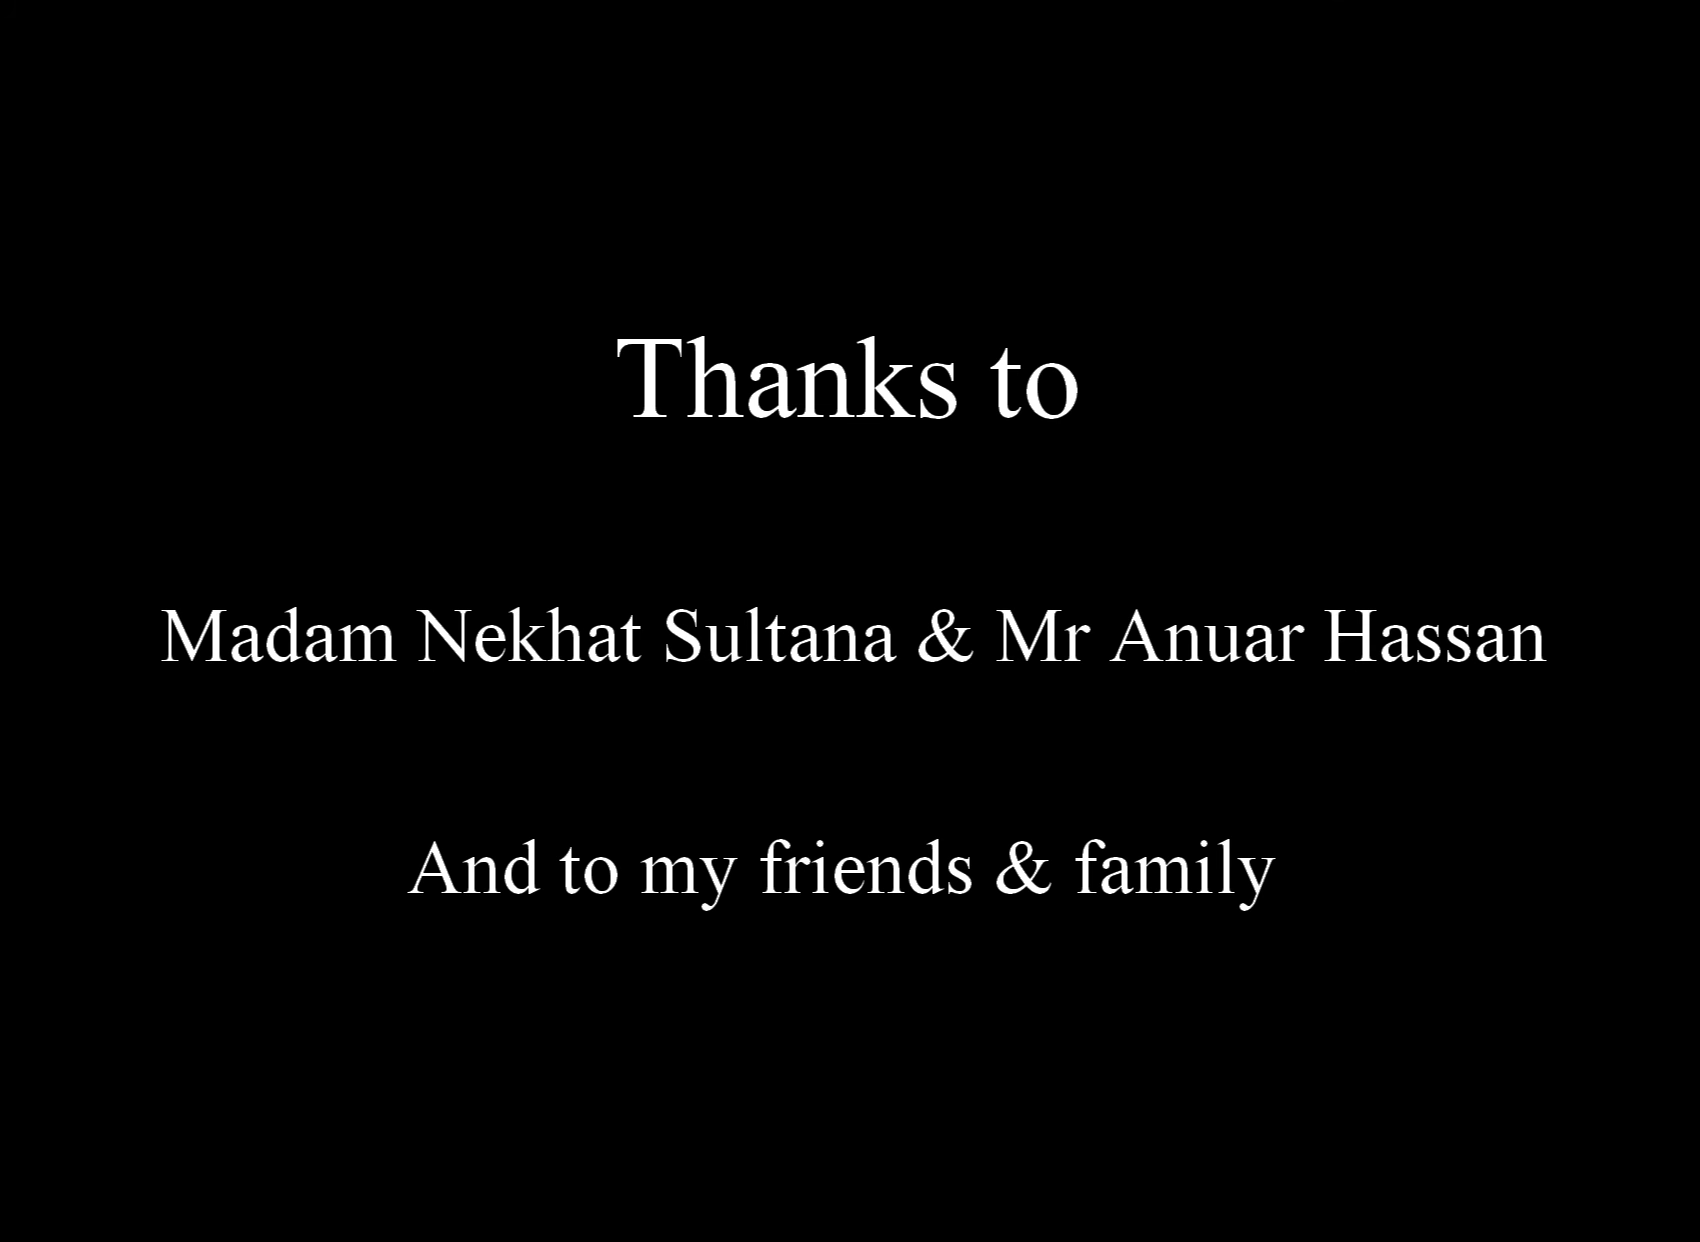 Thanks to
Madam Nekhat Sultana & Mr Anuar Hassan
And to my friends & family